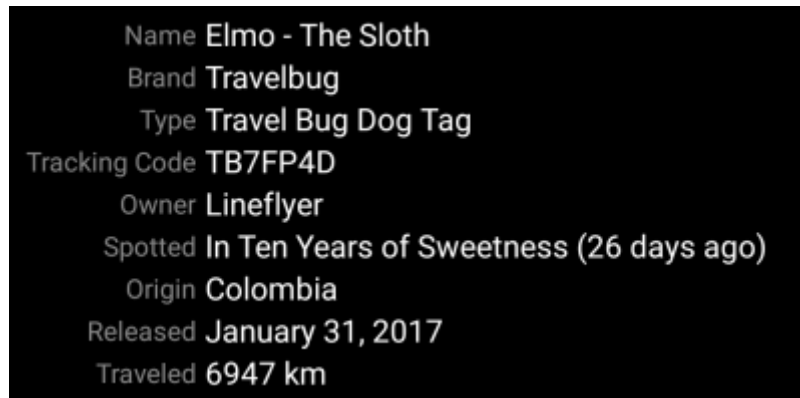 Name Elmo - The Sloth
Brand Travelbug
Type Travel Bug Dog Tag
Tracking Code TB7FP4D
Owner Lineflyer
Spotted In Ten Years of Sweetness (26 days ago)
Origin Colombia
Released January 31, 2017
Traveled 6947 km